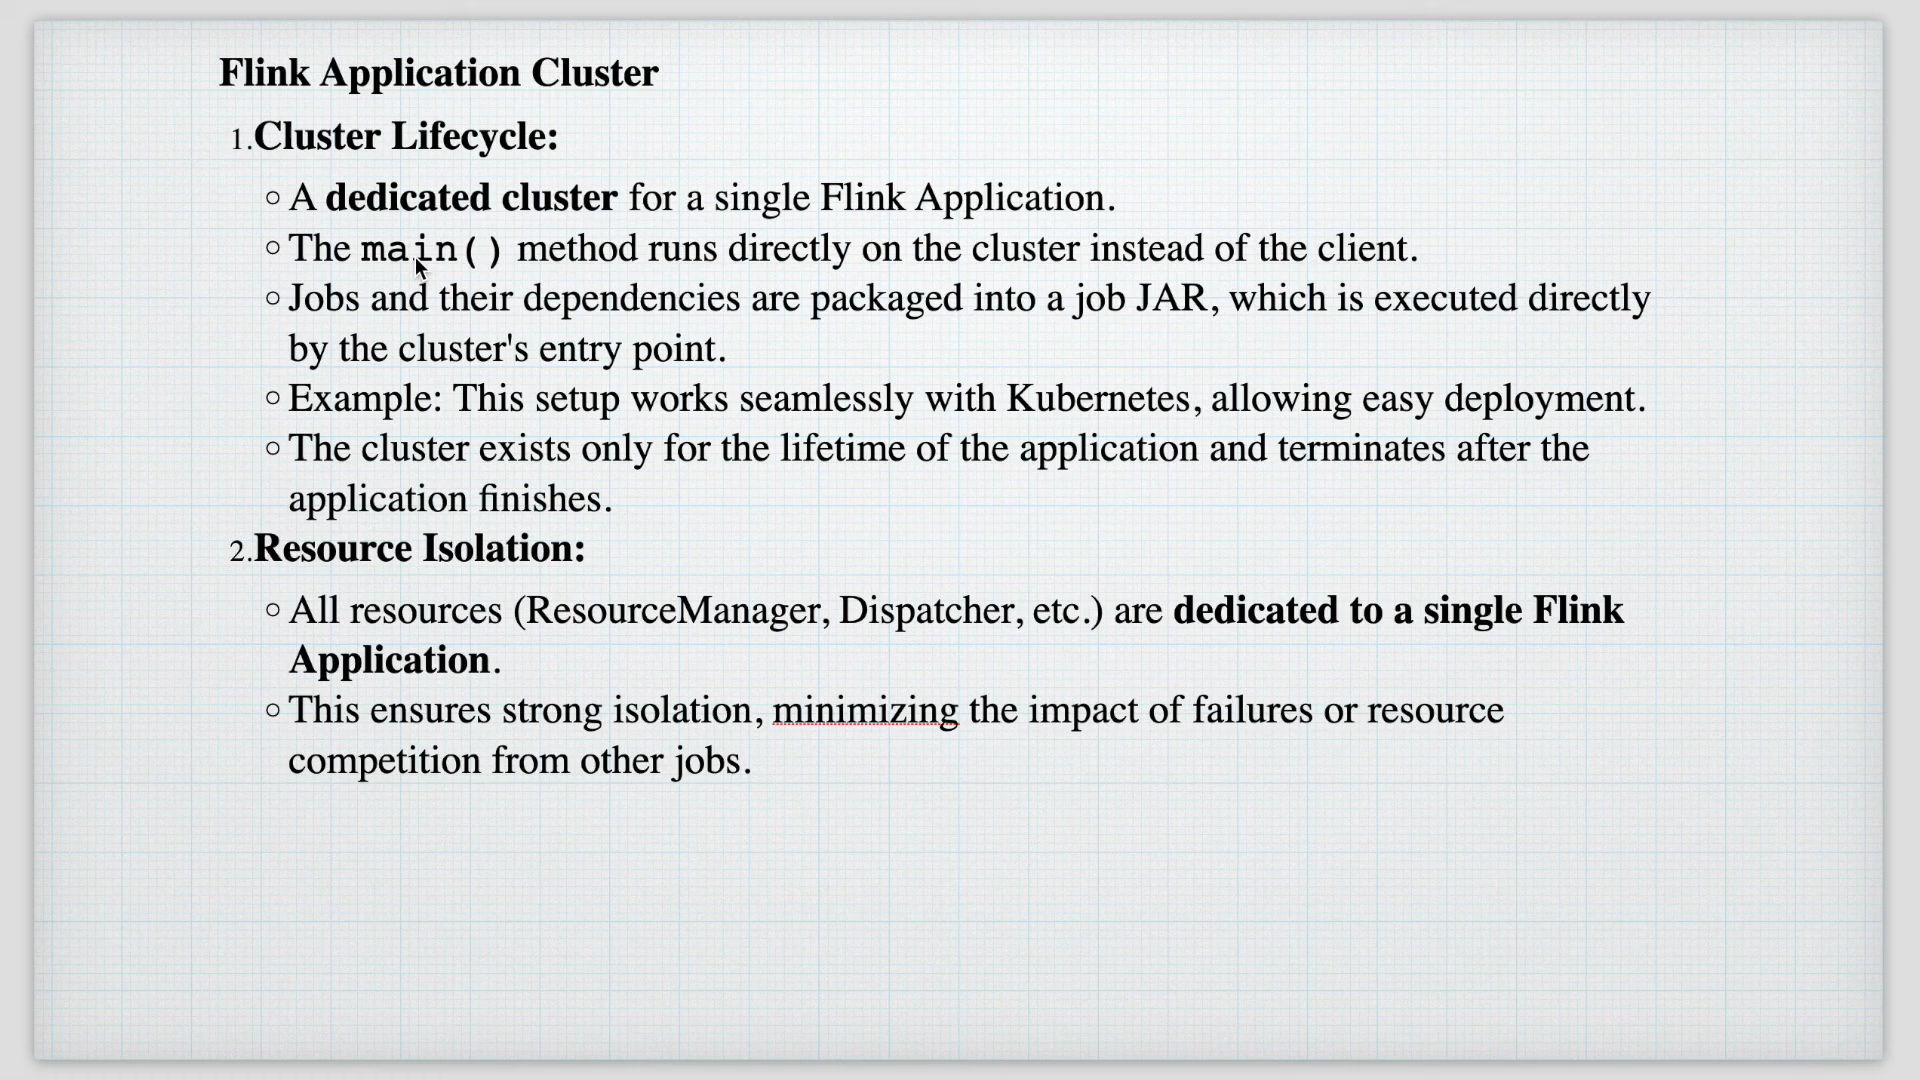 Flink Application Cluster
1.Cluster Lifecycle:
○ A dedicated cluster for a single Flink Application.
○ The main() method runs directly on the cluster instead of the client.
○ Jobs and their dependencies are packaged into a job JAR, which is executed directly
by the cluster's entry point.
○ Example: This setup works seamlessly with Kubernetes, allowing easy deployment.
○ The cluster exists only for the lifetime of the application and terminates after the
application finishes.
2.Resource Isolation:
○ All resources (ResourceManager, Dispatcher, etc.) are dedicated to a single Flink
Application.
○ This ensures strong isolation, minimizing the impact of failures or resource
competition from other jobs.